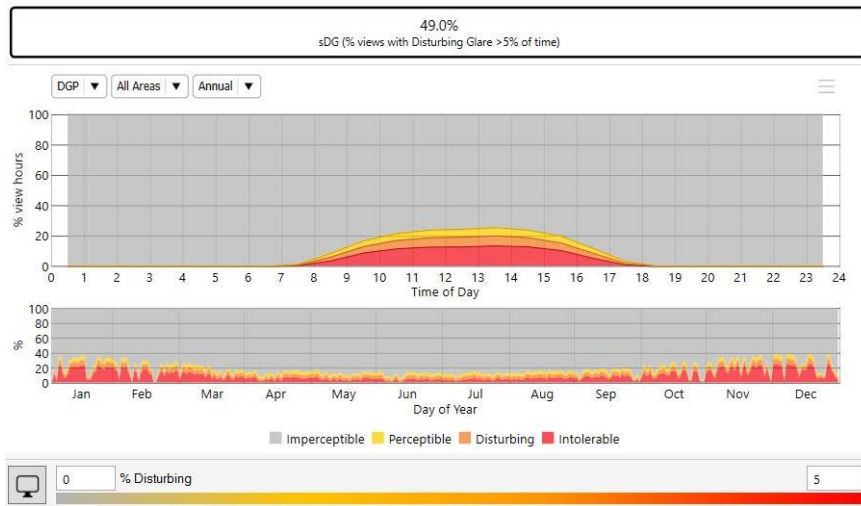 49.0%
sDG (% views with Disturbing Glare >5% of time)
DGP ▼ All Areas ▼ Annual ▼
100
80
60
40
20
0
% view hours
0 1 2 3 4 5 6 7 8 9 10 11 12 13 14 15 16 17 18 19 20 21 22 23 24
Time of Day
100
80
60
40
20
0
%
Jan Feb Mar Apr May Jun Jul Aug Sep Oct Nov Dec
Day of Year
Imperceptible Perceptible Disturbing Intolerable
0 % Disturbing 5